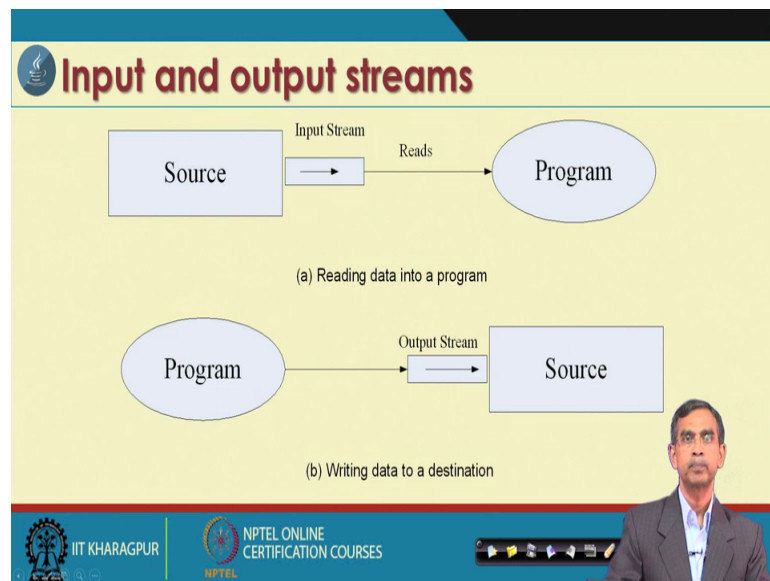 Input and output streams
Input Stream
Source
Reads
Program
(a) Reading data into a program
Output Stream
Program
Source
(b) Writing data to a destination
IIT KHARAGPUR
NPTEL
NPTEL ONLINE
CERTIFICATION COURSES